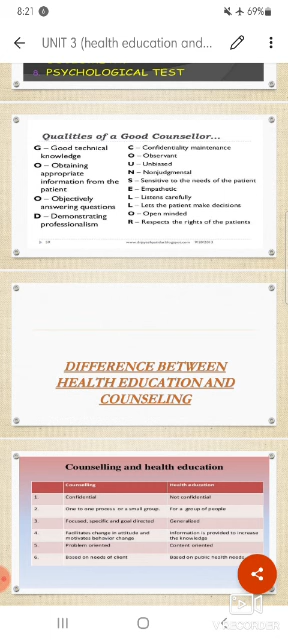 8:21
69%
UNIT 3 (health education and...
8. PSYCHOLOGICAL TEST
Qualities of a Good Counsellor...
G – Good technical
knowledge
O – Obtaining
appropriate
information from the
patient
O – Objectively
answering questions
D – Demonstrating
professionalism
C – Confidentiality maintenance
O – Observant
U – Unbiased
N – Nonjudgmental
S – Sensitive to the needs of the patient
E – Empathetic
L – Listens carefully
L – Lets the patient make decisions
O – Open minded
R – Respects the rights of the patients
DIFFERENCE BETWEEN
HEALTH EDUCATION AND
COUNSELING
Counselling and health education
Counselling Health education
1. Confidential Not confidential
2. One to one process or a small group. For a group of people
3. Focused, specific and goal directed Generalized
4. Facilitates change in attitude and Information is provided to increase
motivates behavior change the knowledge
5. Problem oriented Content oriented
6. Based on needs of client Based on public health needs